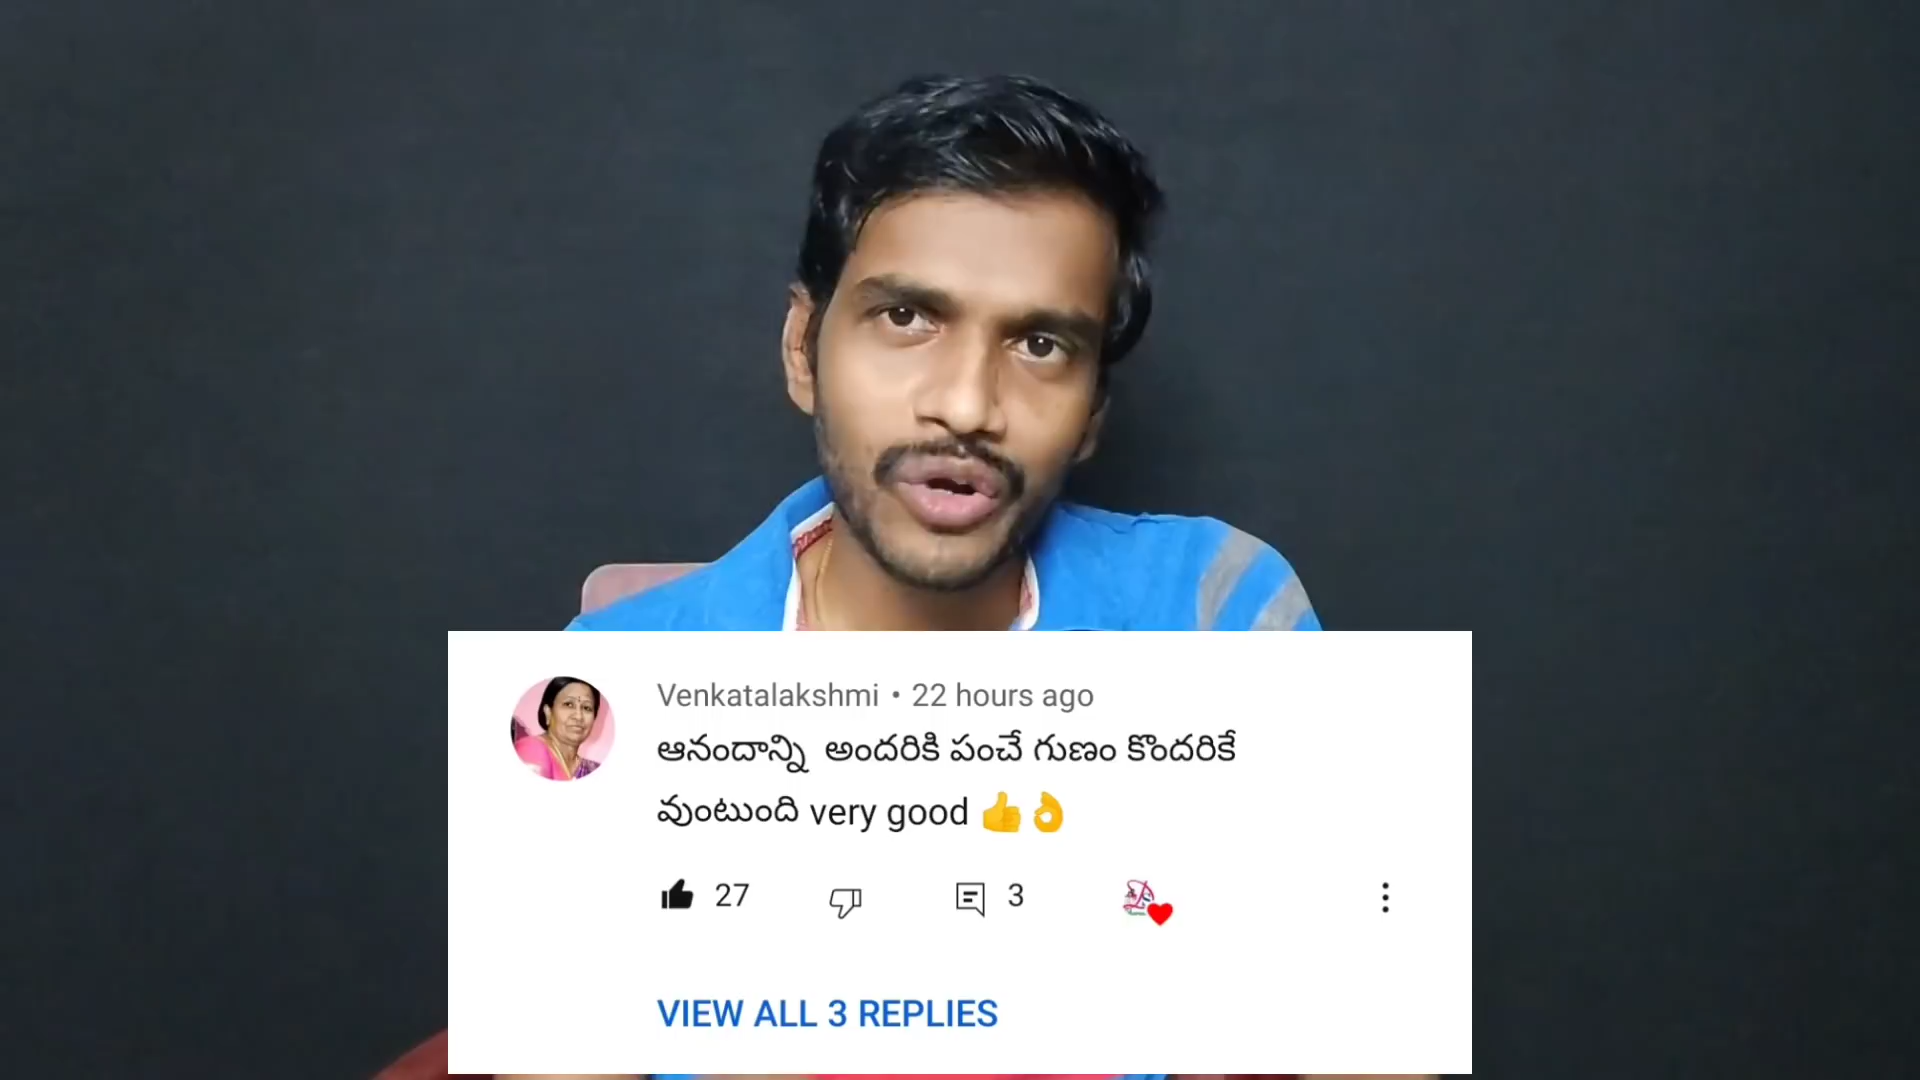 Venkatalakshmi • 22 hours ago
ఆనందాన్ని అందరికి పంచే గుణం కొందరికే
వుంటుంది very good 👍👌
27 3
VIEW ALL 3 REPLIES